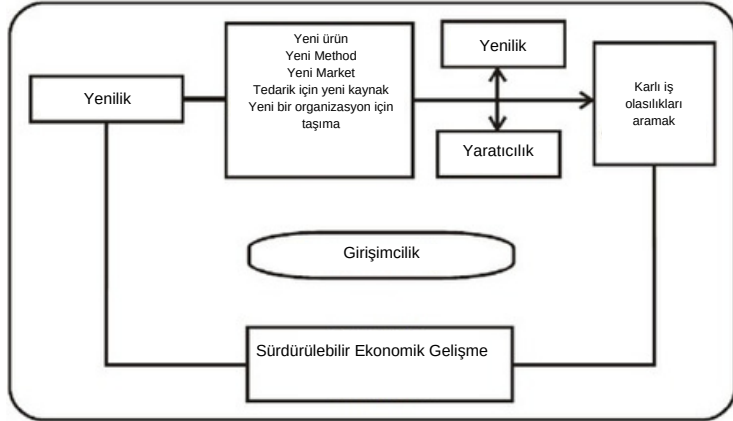 Yenilik
Yeni ürün
Yeni Method
Yeni Market
Tedarik için yeni kaynak
Yeni bir organizasyon için
taşıma
Yenilik
Yaratıcılık
Karlı iş
olasılıkları
aramak
Girişimcilik
Sürdürülebilir Ekonomik Gelişme